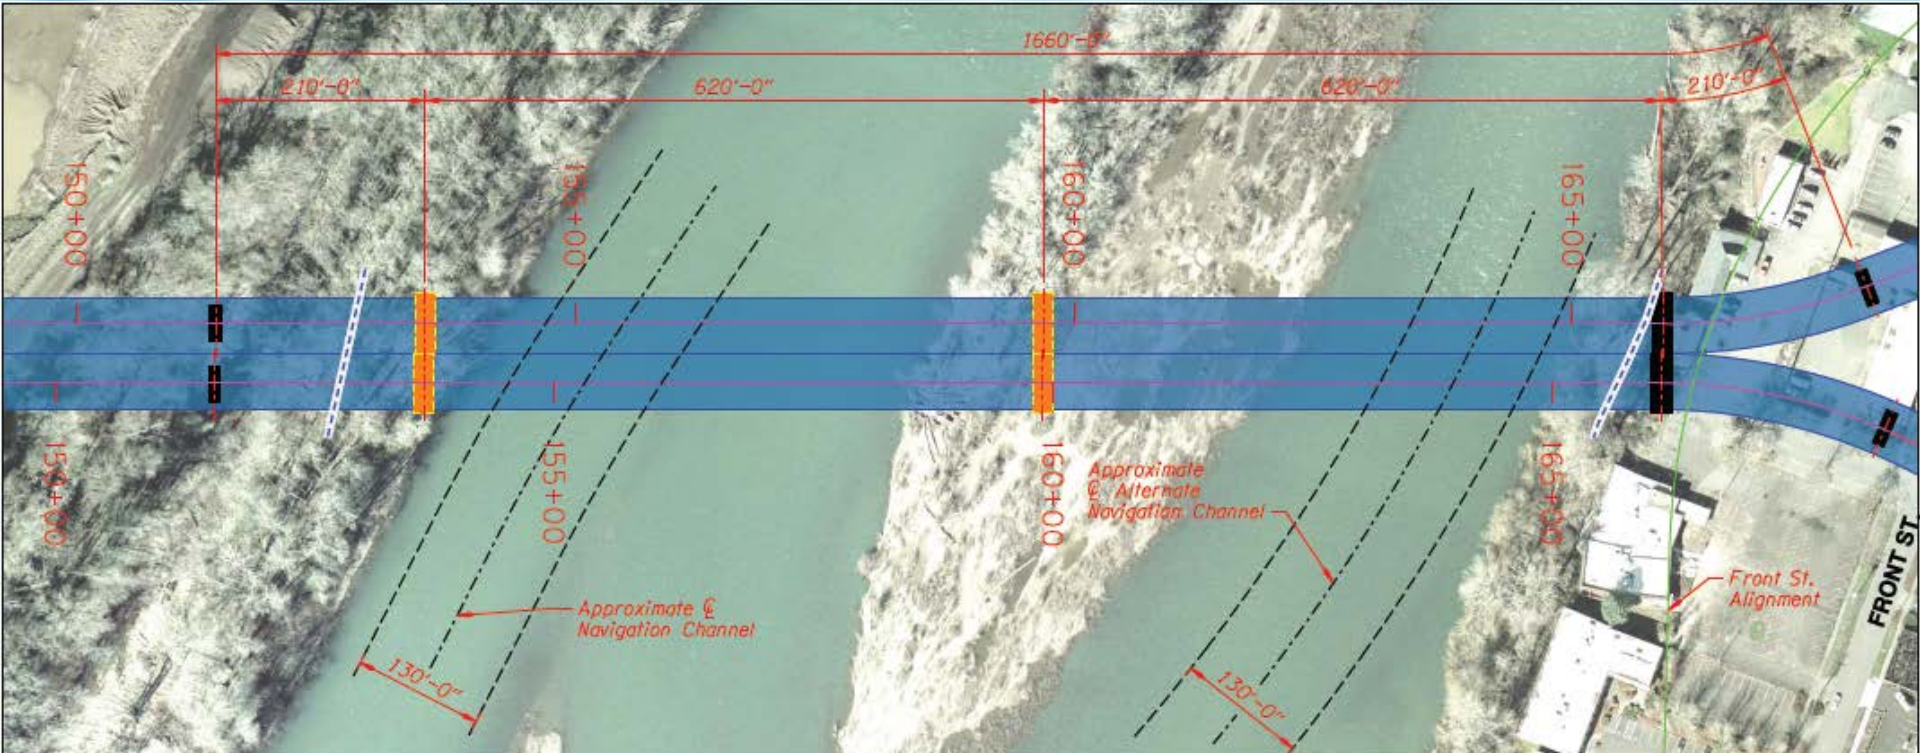 1660'-0"
210'-0"
620'-0"
620'-0"
210'-0"
150+00
155+00
160+00
165+00
150+00
155+00
160+00
165+00
Approximate
℄ Alternate
Navigation Channel
Approximate ℄
Navigation Channel
Front St.
Alignment
FRONT ST.
130'-0"
130'-0"